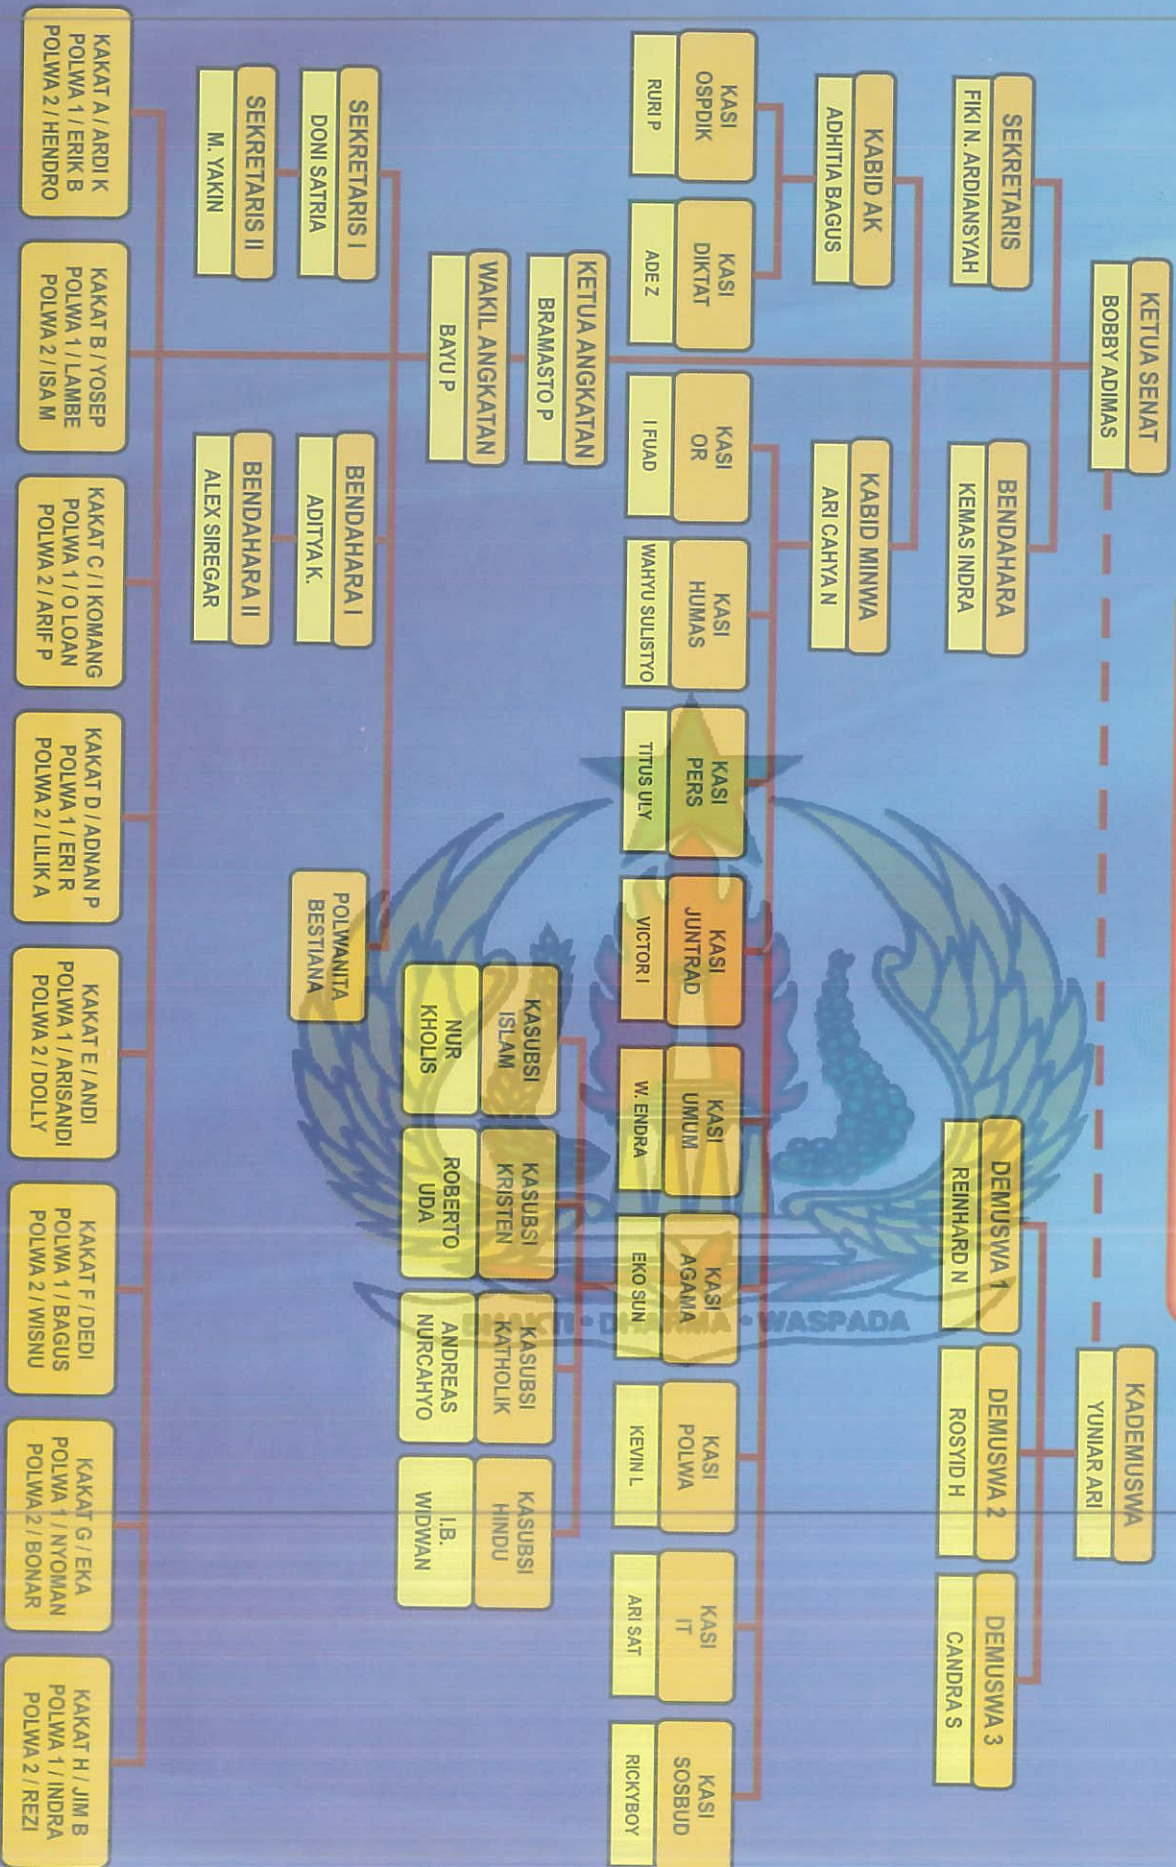 KETUA SENAT
BOBBY ADIMAS
KADEMUSWA
YUNIAR ARI
SEKRETARIS
FIKI N. ARDIANSYAH
BENDAHARA
KEMAS INDRA
DEMUSWA 1
REINHARD N
DEMUSWA 2
ROSYID H
DEMUSWA 3
CANDRA S
KABID AK
ADHITIA BAGUS
KABID MINWA
ARI CAHYA N
KASI
OSPDIK
RURI P
KASI
DIKTAT
ADE Z
KASI
OR
I FUAD
KASI
HUMAS
WAHYU SULISTYO
KASI
PERS
TITUS ULY
KASI
JUNTRAD
VICTOR I
KASI
UMUM
W. ENDRA
KASI
AGAMA
EKO SUN
KASI
POLWA
KEVIN L
KASI
IT
ARI SAT
KASI
SOSBUD
RICKYBOY
BHAKTI • DHARMA • WASPADA
KETUA ANGKATAN
BRAMASTO P
WAKIL ANGKATAN
BAYU P
KASUBSI
ISLAM
NUR
KHOLIS
KASUBSI
KRISTEN
ROBERTO
UDA
KASUBSI
KATHOLIK
ANDREAS
NURCAHYO
KASUBSI
HINDU
I.B.
WIDWAN
SEKRETARIS I
DONI SATRIA
BENDAHARA I
ADITYA K.
POLWANITA
BESTIANA
SEKRETARIS II
M. YAKIN
BENDAHARA II
ALEX SIREGAR
KAKAT A / ARDI K
POLWA 1 / ERIK B
POLWA 2 / HENDRO
KAKAT B / YOSEP
POLWA 1 / LAMBE
POLWA 2 / ISA M
KAKAT C / I KOMANG
POLWA 1 / O LOAN
POLWA 2 / ARIF P
KAKAT D / ADNAN P
POLWA 1 / ERI R
POLWA 2 / LILIK A
KAKAT E / ANDI
POLWA 1 / ARISANDI
POLWA 2 / DOLLY
KAKAT F / DEDI
POLWA 1 / BAGUS
POLWA 2 / WISNU
KAKAT G / EKA
POLWA 1 / NYOMAN
POLWA 2 / BONAR
KAKAT H / JIM B
POLWA 1 / INDRA
POLWA 2 / REZI